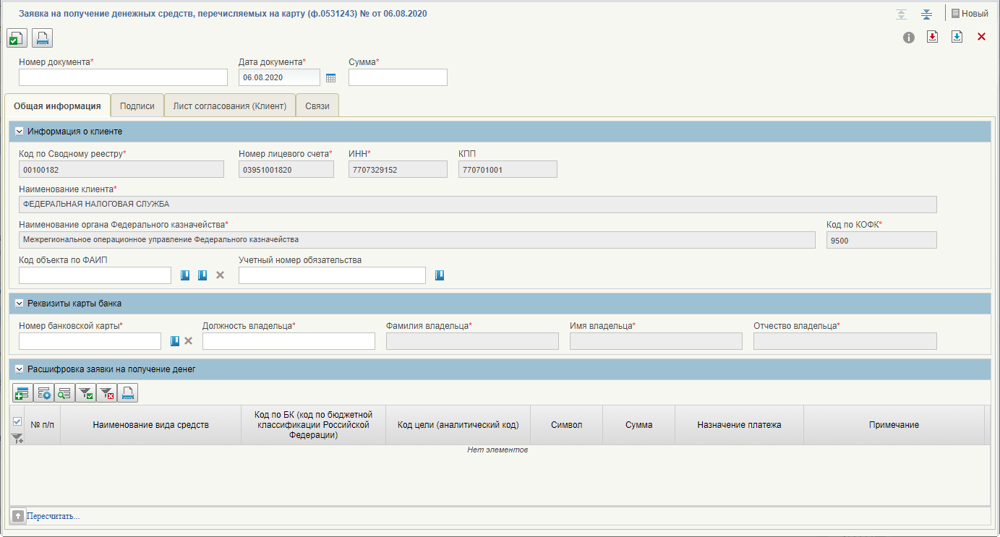 Заявка на получение денежных средств, перечисляемых на карту (ф.0531243) № от 06.08.2020
Новый
Номер документа* Дата документа* Сумма*
06.08.2020
Общая информация Подписи Лист согласования (Клиент) Связи
Информация о клиенте
Код по Сводному реестру* Номер лицевого счета* ИНН* КПП
00100182 03951001820 7707329152 770701001
Наименование клиента*
ФЕДЕРАЛЬНАЯ НАЛОГОВАЯ СЛУЖБА
Наименование органа Федерального казначейства* Код по КОФК*
Межрегиональное операционное управление Федерального казначейства 9500
Код объекта по ФАИП Учетный номер обязательства
Реквизиты карты банка
Номер банковской карты* Должность владельца* Фамилия владельца* Имя владельца* Отчество владельца*
Расшифровка заявки на получение денег
№ п/п Наименование вида средств Код по БК (код по бюджетной классификации Российской Федерации) Код цели (аналитический код) Символ Сумма Назначение платежа Примечание
Нет элементов
Пересчитать...